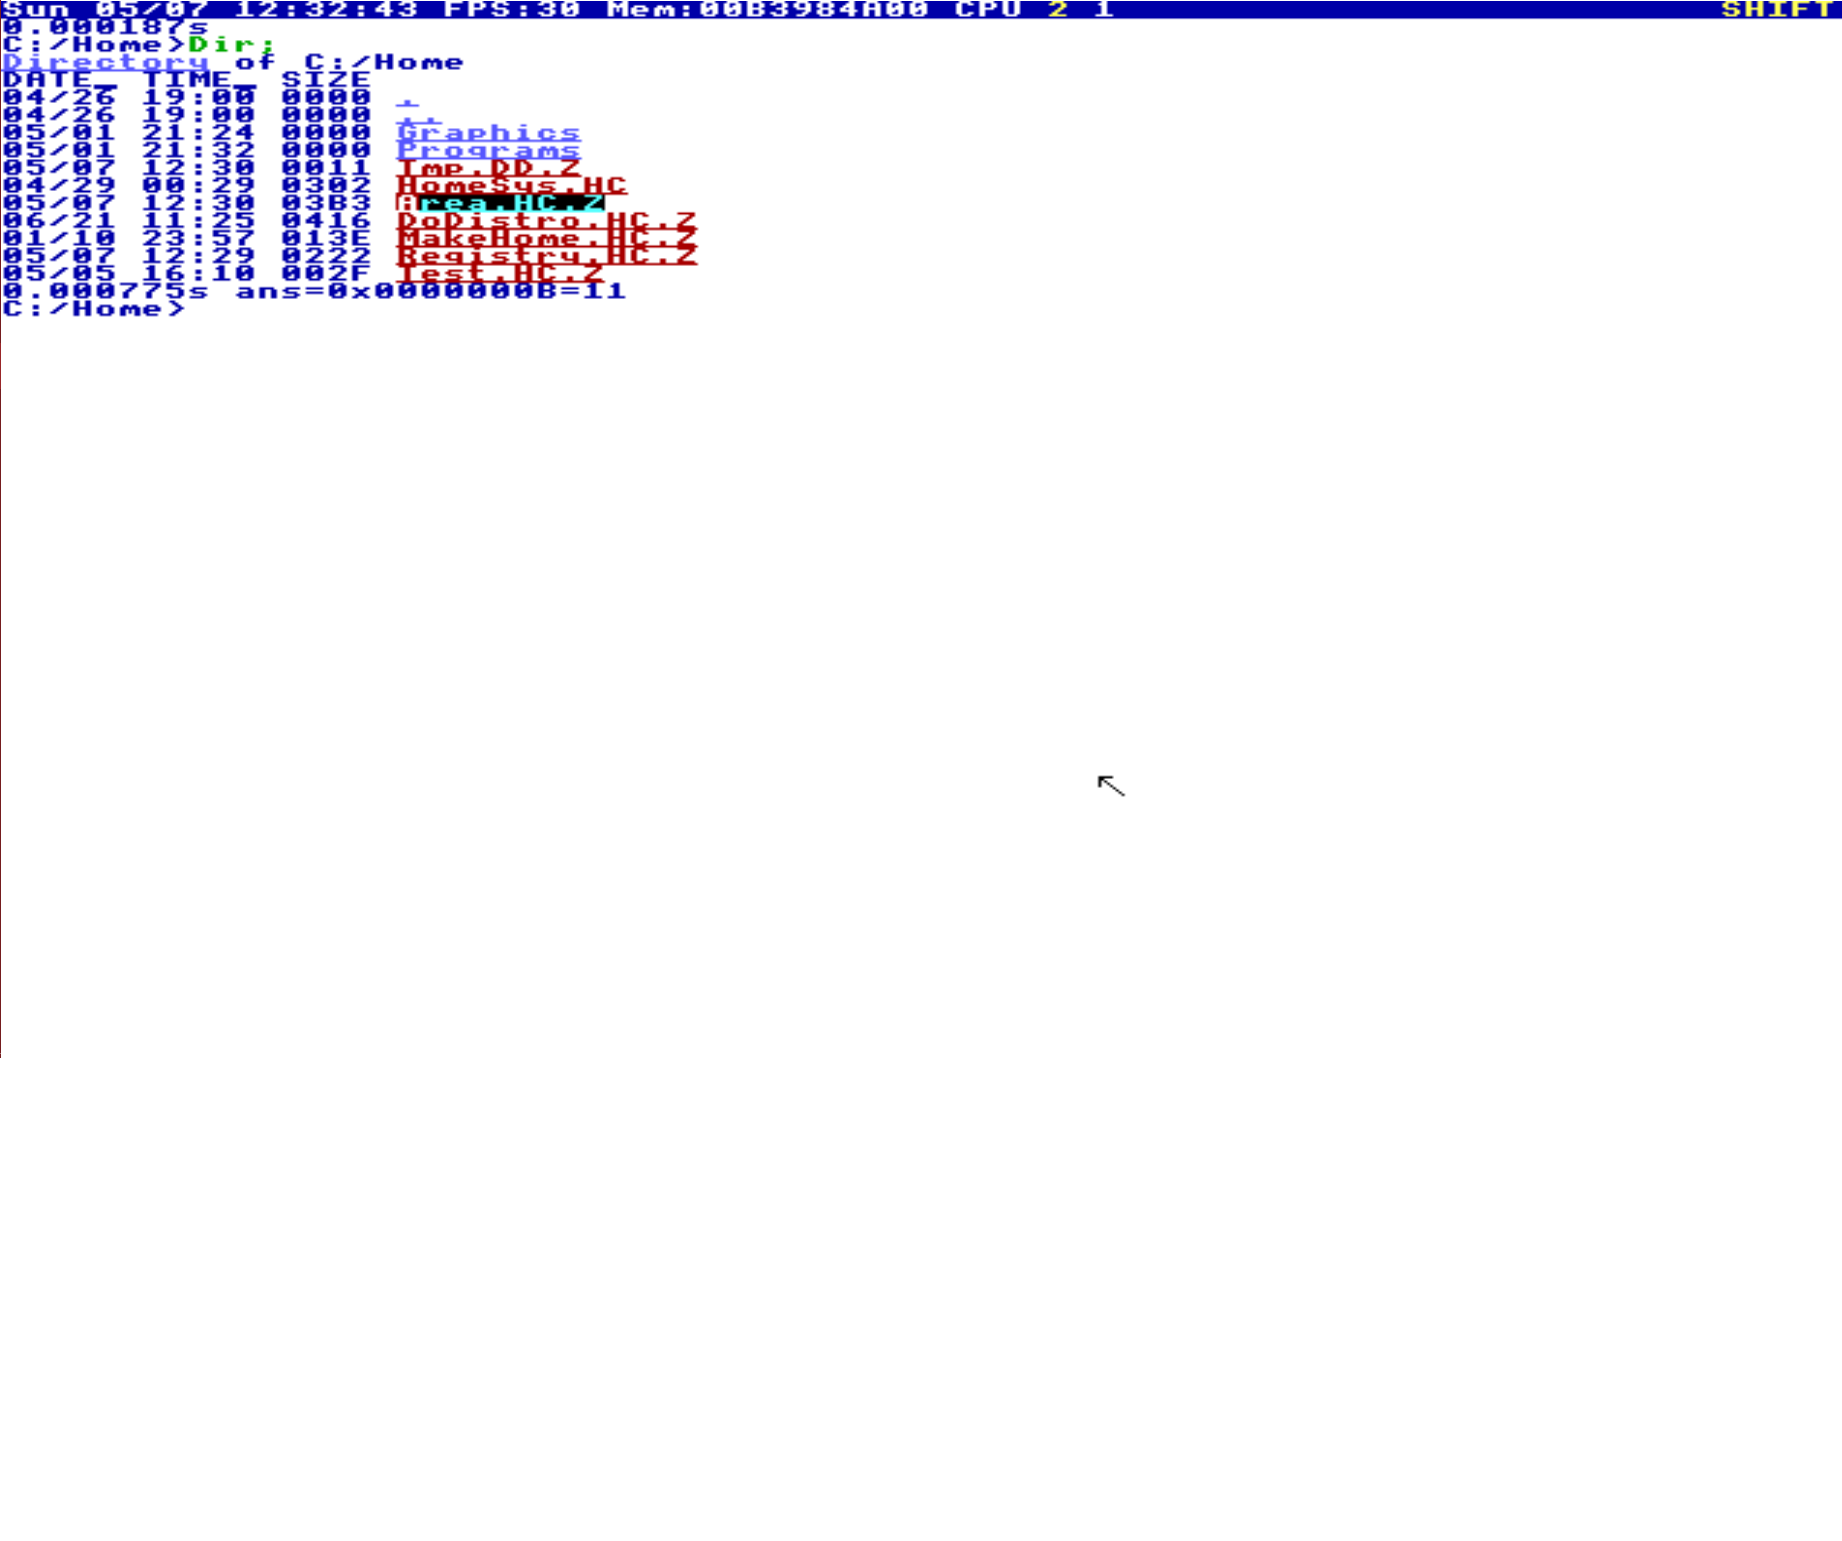 Sun 05/07 12:32:43 FPS:30 Mem:00B3984A00 CPU 2 1 SHIFT
0.000187s
C:/Home>Dir;
Directory of C:/Home
DATE_ TIME_ SIZE
04/26 19:00 0000 .
04/26 19:00 0000 ..
05/01 21:24 0000 Graphics
05/01 21:32 0000 Programs
05/07 12:30 0011 Tmp.DD.Z
04/29 00:29 0302 HomeSys.HC
05/07 12:30 03B3 Area.HC.Z
06/21 11:25 0416 DoDistro.HC.Z
01/10 23:57 013E MakeHome.HC.Z
05/07 12:29 0222 Registry.HC.Z
05/05 16:10 002F Test.HC.Z
0.000775s ans=0x0000000B=11
C:/Home>